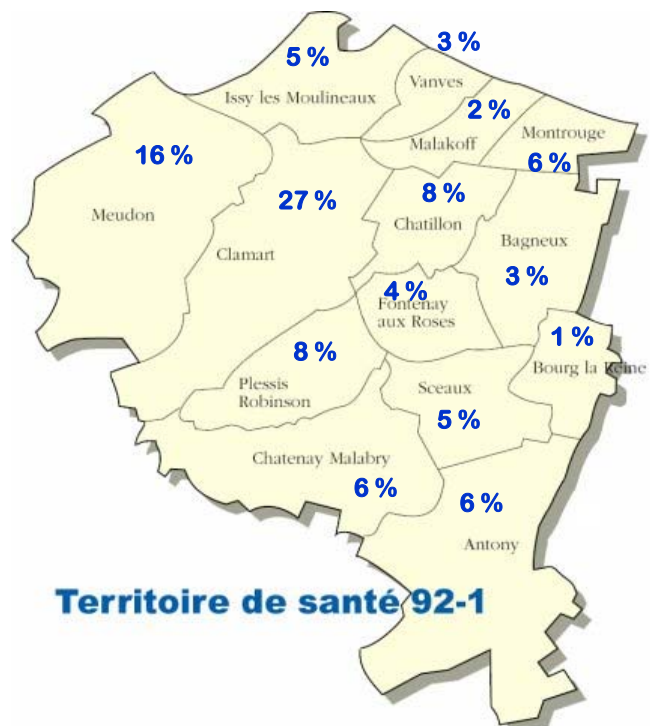 3 %
5 %
Vanves
Issy les Moulineaux
2 %
Malakoff
Montrouge
16 %
6 %
27 %
8 %
Meudon
Chatillon
Clamart
Bagneux
3 %
4 %
Fontenay
aux Roses
1 %
Bourg la Reine
8 %
Plessis
Robinson
Sceaux
5 %
Chatenay Malabry
6 %
6 %
Antony
Territoire de santé 92-1